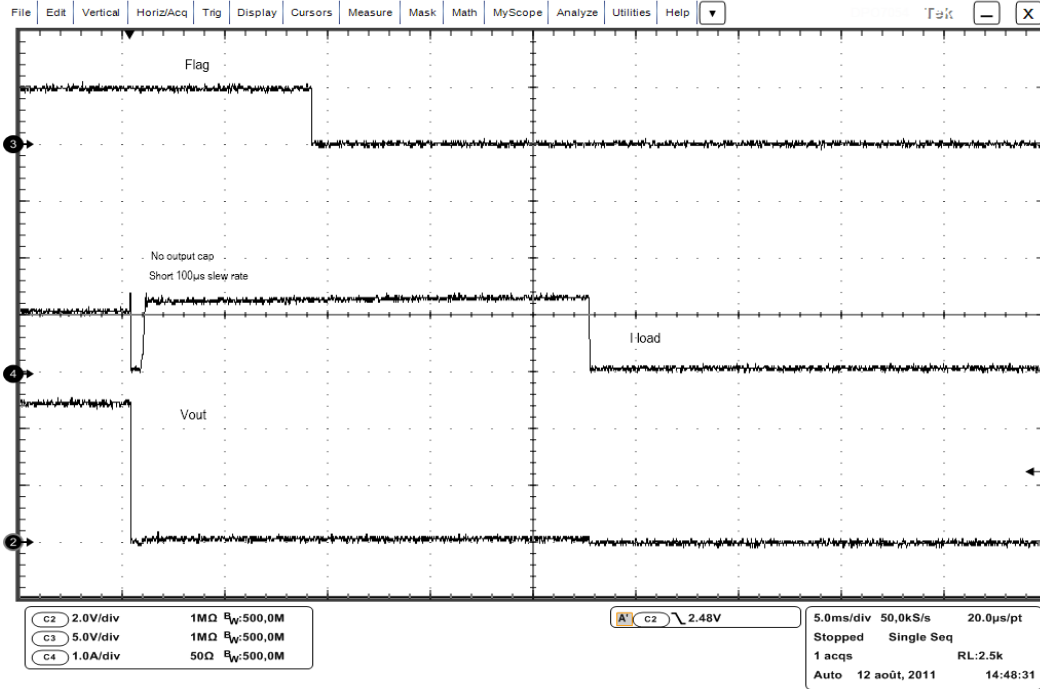 File Edit Vertical Horiz/Acq Trig Display Cursors Measure Mask Math MyScope Analyze Utilities Help Tek X
Flag
3
No output cap
Short 100µs slew rate
I load
4
Vout
2
C2 2.0V/div 1MΩ BW:500,0M
C3 5.0V/div 1MΩ BW:500,0M
C4 1.0A/div 50Ω BW:500,0M
A' C2 2.48V
5.0ms/div 50,0kS/s 20.0µs/pt
Stopped Single Seq
1 acqs RL:2.5k
Auto 12 août, 2011 14:48:31